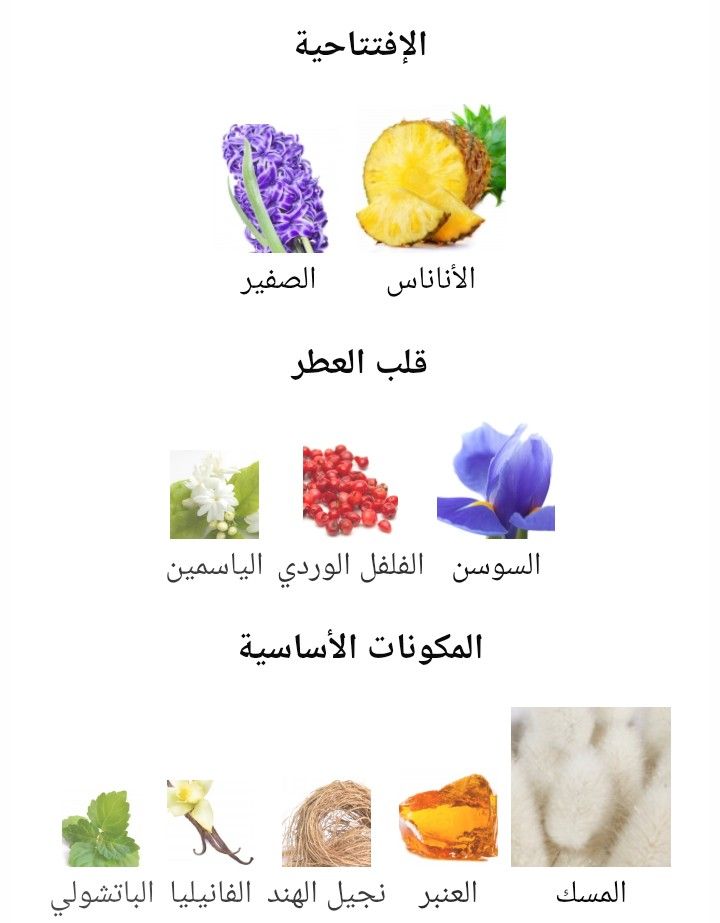 الإفتتاحية
الأناناس الصفير
قلب العطر
السوسن الفلفل الوردي الياسمين
المكونات الأساسية
المسك العنبر نجيل الهند الفانيليا الباتشولي